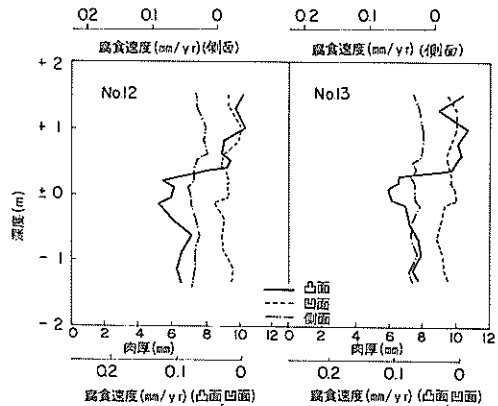 0.2 0.1 0
0.2 0.1 0
腐食速度(mm/yr)(側面)
腐食速度(mm/yr)(側面)
+2
No.12
No.13
+1
±0
深度(m)
-1
-2
凸面
凹面
側面
0 2 4 6 8 10 12
0 2 4 6 8 10 12
肉厚(mm)
肉厚(mm)
0.2 0.1 0
0.2 0.1 0
腐食速度(mm/yr)(凸面凹面)
腐食速度(mm/yr)(凸面凹面)